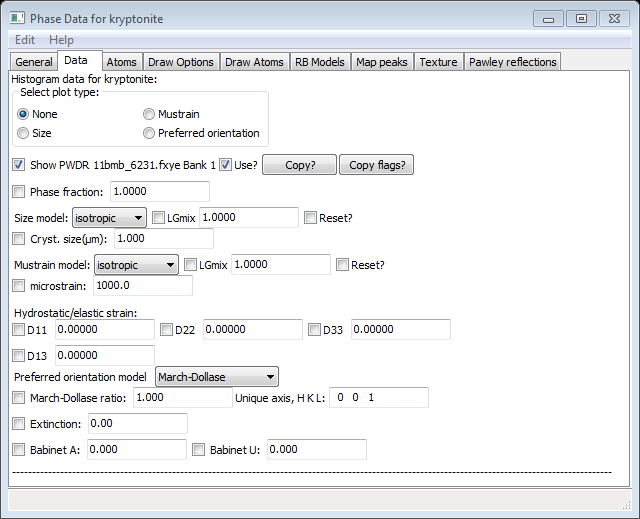 Phase Data for kryptonite
Edit Help
General Data Atoms Draw Options Draw Atoms RB Models Map peaks Texture Pawley reflections
Histogram data for kryptonite:
Select plot type:
None Mustrain
Size Preferred orientation
Show PWDR 11bmb_6231.fxye Bank 1 Use? Copy? Copy flags?
Phase fraction: 1.0000
Size model: isotropic LGmix 1.0000 Reset?
Cryst. size(µm): 1.000
Mustrain model: isotropic LGmix 1.0000 Reset?
microstrain: 1000.0
Hydrostatic/elastic strain:
D11 0.00000 D22 0.00000 D33 0.00000
D13 0.00000
Preferred orientation model March-Dollase
March-Dollase ratio: 1.000 Unique axis, H K L: 0 0 1
Extinction: 0.00
Babinet A: 0.000 Babinet U: 0.000